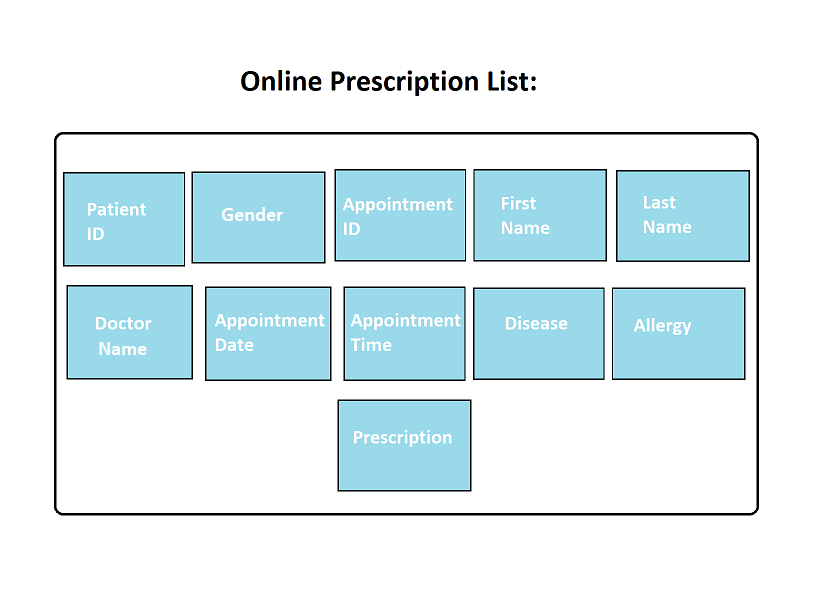 Online Prescription List:
Patient
ID
Gender
Appointment
ID
First
Name
Last
Name
Doctor
Name
Appointment
Date
Appointment
Time
Disease
Allergy
Prescription